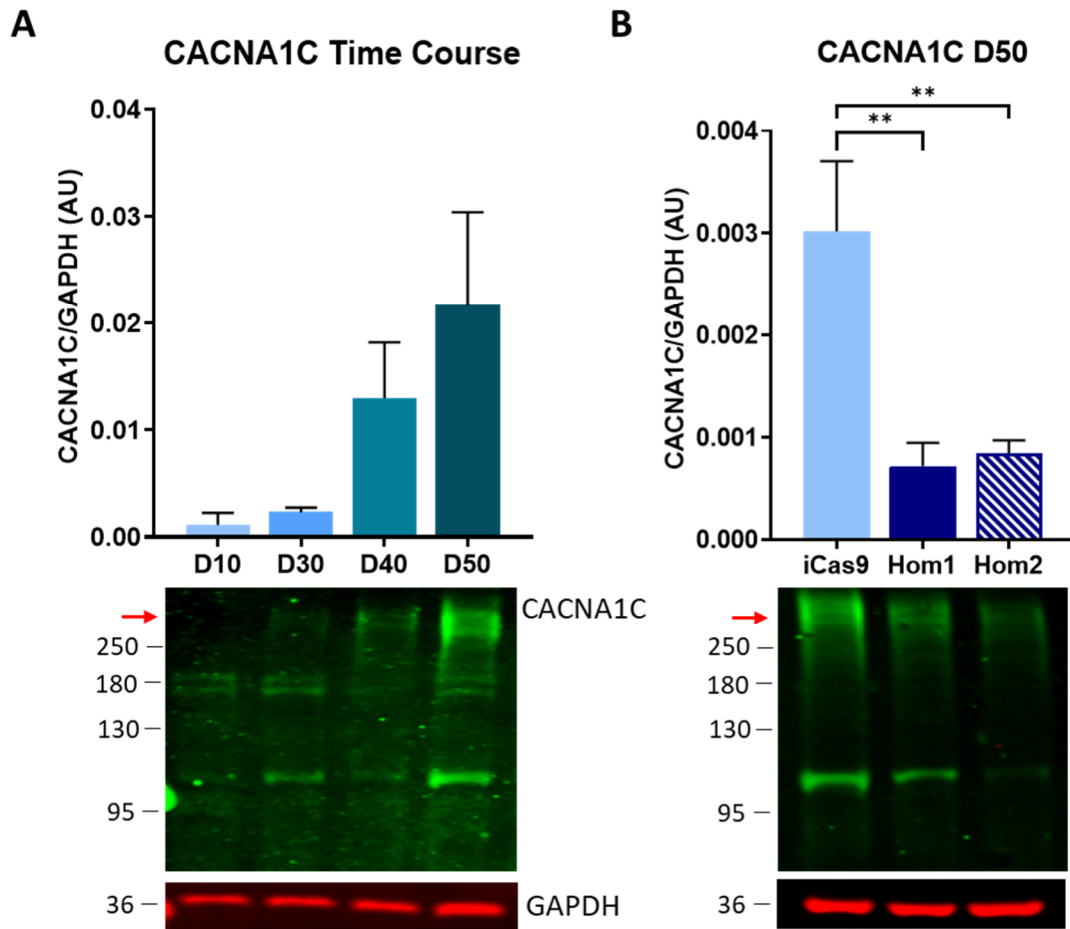 A
CACNA1C Time Course
CACNA1C/GAPDH (AU)
0.04
0.03
0.02
0.01
0.00
D10 D30 D40 D50
CACNA1C
250
180
130
95
36
GAPDH
B
CACNA1C D50
**
**
CACNA1C/GAPDH (AU)
0.004
0.003
0.002
0.001
0.000
iCas9 Hom1 Hom2
250
180
130
95
36